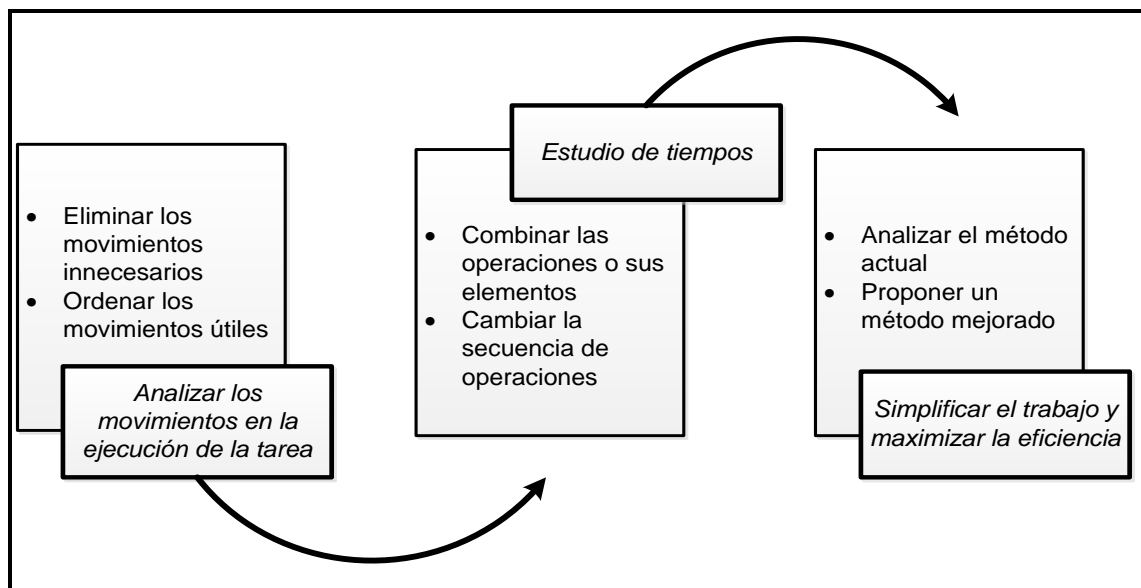 • Eliminar los
movimientos
innecesarios
• Ordenar los
movimientos útiles
Analizar los
movimientos en la
ejecución de la tarea
Estudio de tiempos
• Combinar las
operaciones o sus
elementos
• Cambiar la
secuencia de
operaciones
• Analizar el método
actual
• Proponer un
método mejorado
Simplificar el trabajo y
maximizar la eficiencia